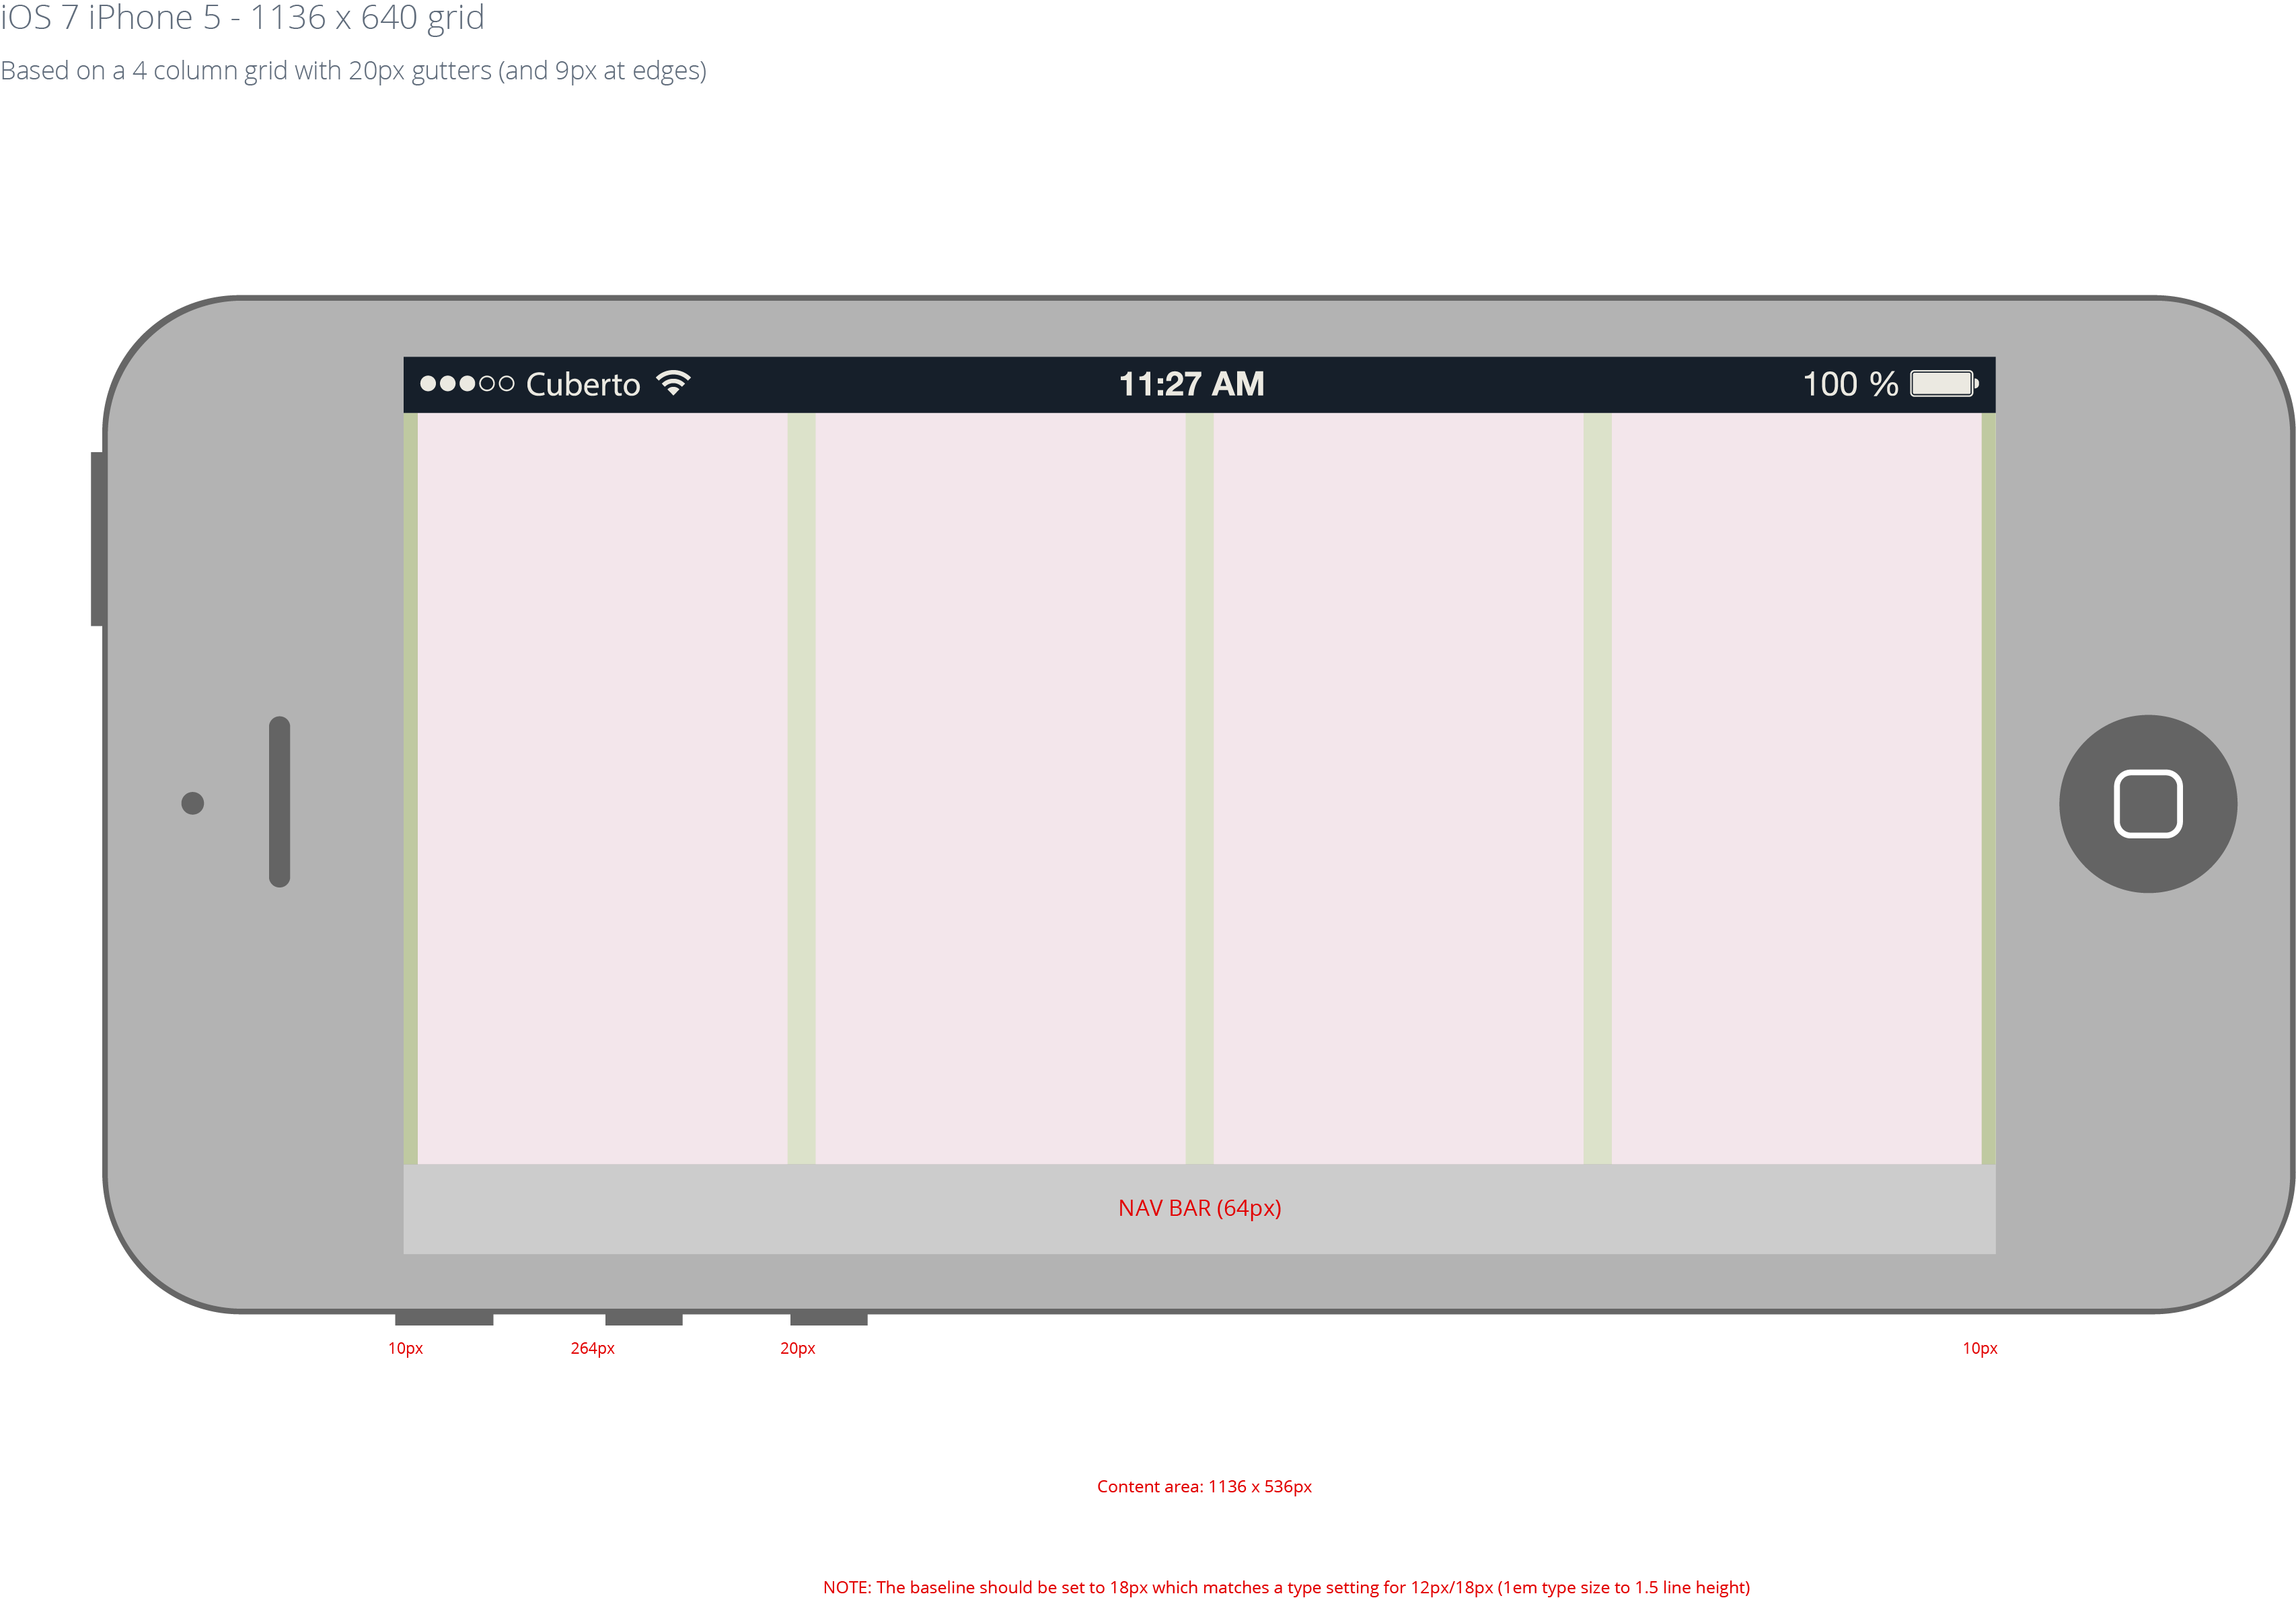 iOS 7 iPhone 5 - 1136 x 640 grid
Based on a 4 column grid with 20px gutters (and 9px at edges)
Cuberto 11:27 AM 100 %
NAV BAR (64px)
10px 264px 20px 10px
Content area: 1136 x 536px
NOTE: The baseline should be set to 18px which matches a type setting for 12px/18px (1em type size to 1.5 line height)